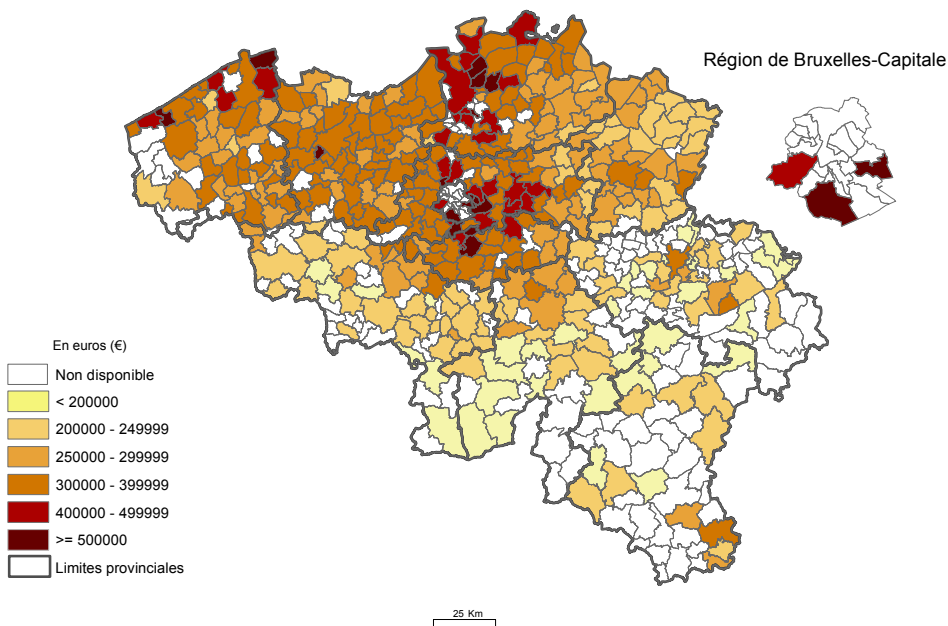 Région de Bruxelles-Capitale
En euros (€)
Non disponible
< 200000
200000 - 249999
250000 - 299999
300000 - 399999
400000 - 499999
>= 500000
Limites provinciales
25 Km